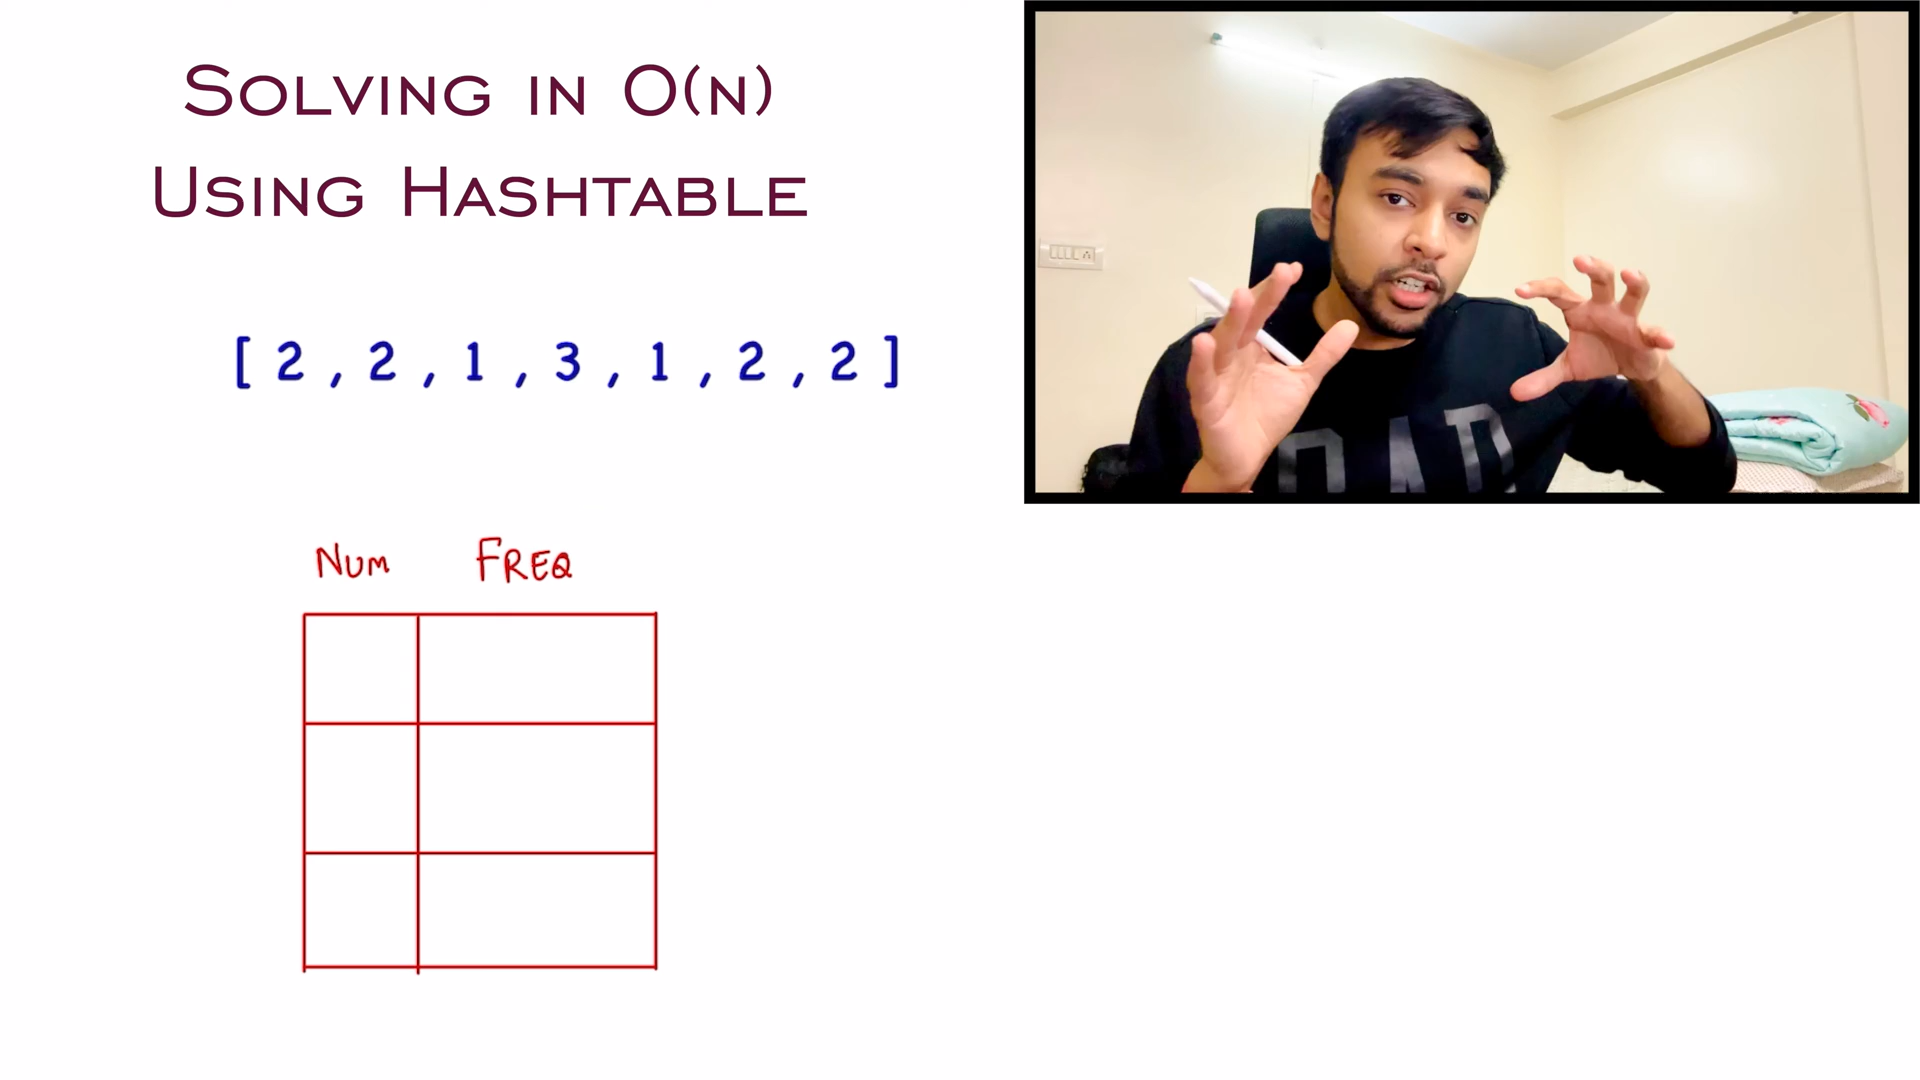 SOLVING IN O(N)
USING HASHTABLE
[ 2 , 2 , 1 , 3 , 1 , 2 , 2 ]
NUM FREQ